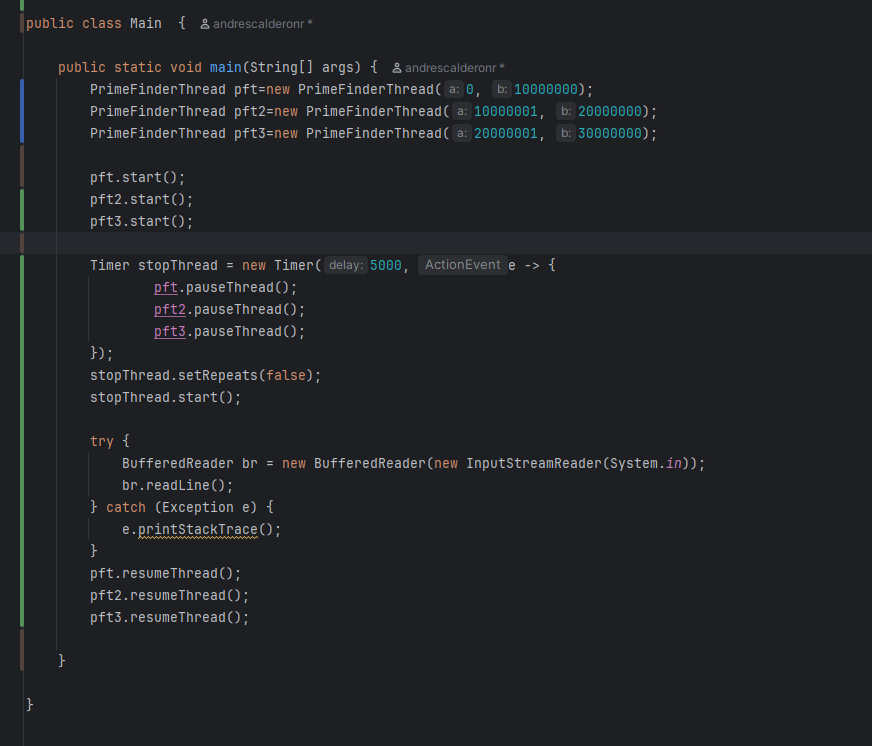 public class Main  { andrescalderonr *
public static void main(String[] args) { andrescalderonr *
PrimeFinderThread pft=new PrimeFinderThread( a: 0, b: 10000000);
PrimeFinderThread pft2=new PrimeFinderThread( a: 10000001, b: 20000000);
PrimeFinderThread pft3=new PrimeFinderThread( a: 20000001, b: 30000000);
pft.start();
pft2.start();
pft3.start();
Timer stopThread = new Timer( delay: 5000, ActionEvent e -> {
pft.pauseThread();
pft2.pauseThread();
pft3.pauseThread();
});
stopThread.setRepeats(false);
stopThread.start();
try {
BufferedReader br = new BufferedReader(new InputStreamReader(System.in));
br.readLine();
} catch (Exception e) {
e.printStackTrace();
}
pft.resumeThread();
pft2.resumeThread();
pft3.resumeThread();
}
}